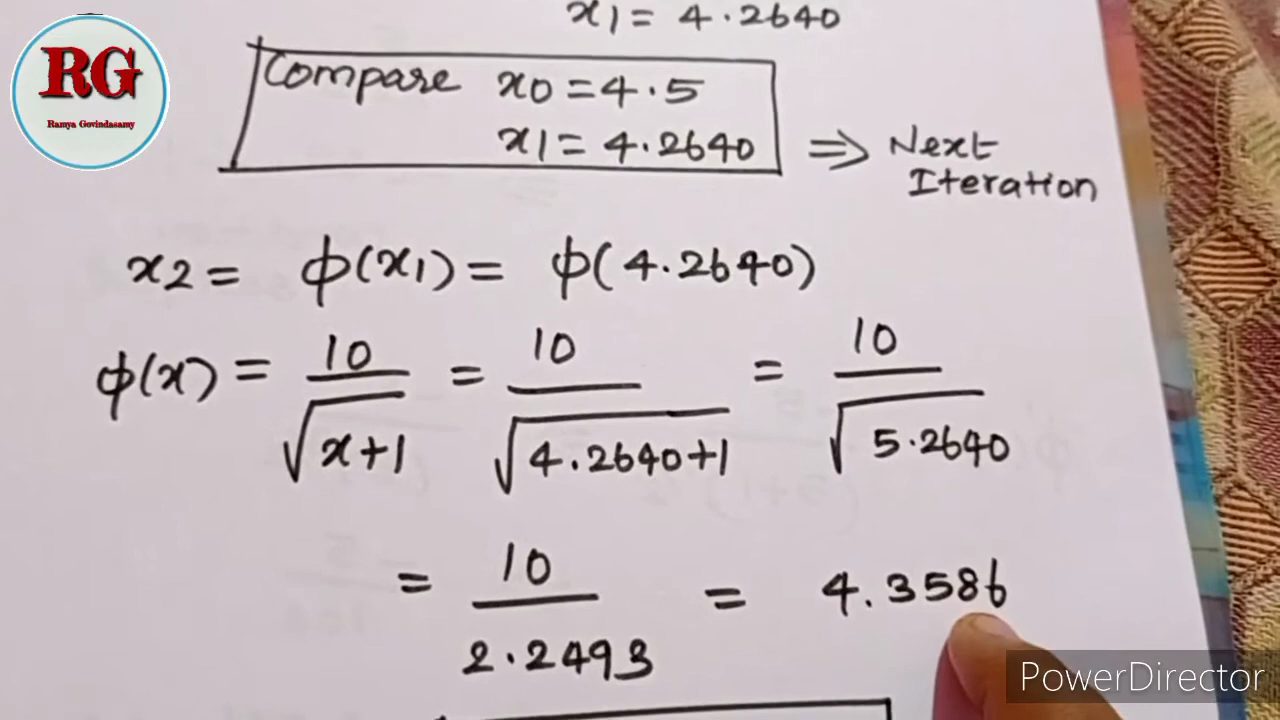 x1 = 4.2640
RG
Ramya Govindasamy
Compare x0 = 4.5
x1 = 4.2640 ⇒ Next
Iteration
x2 = ϕ(x1) = ϕ(4.2640)
ϕ(x) = 10/√(x+1) = 10/√(4.2640+1) = 10/√5.2640
= 10/2.2493 = 4.3586
PowerDirector